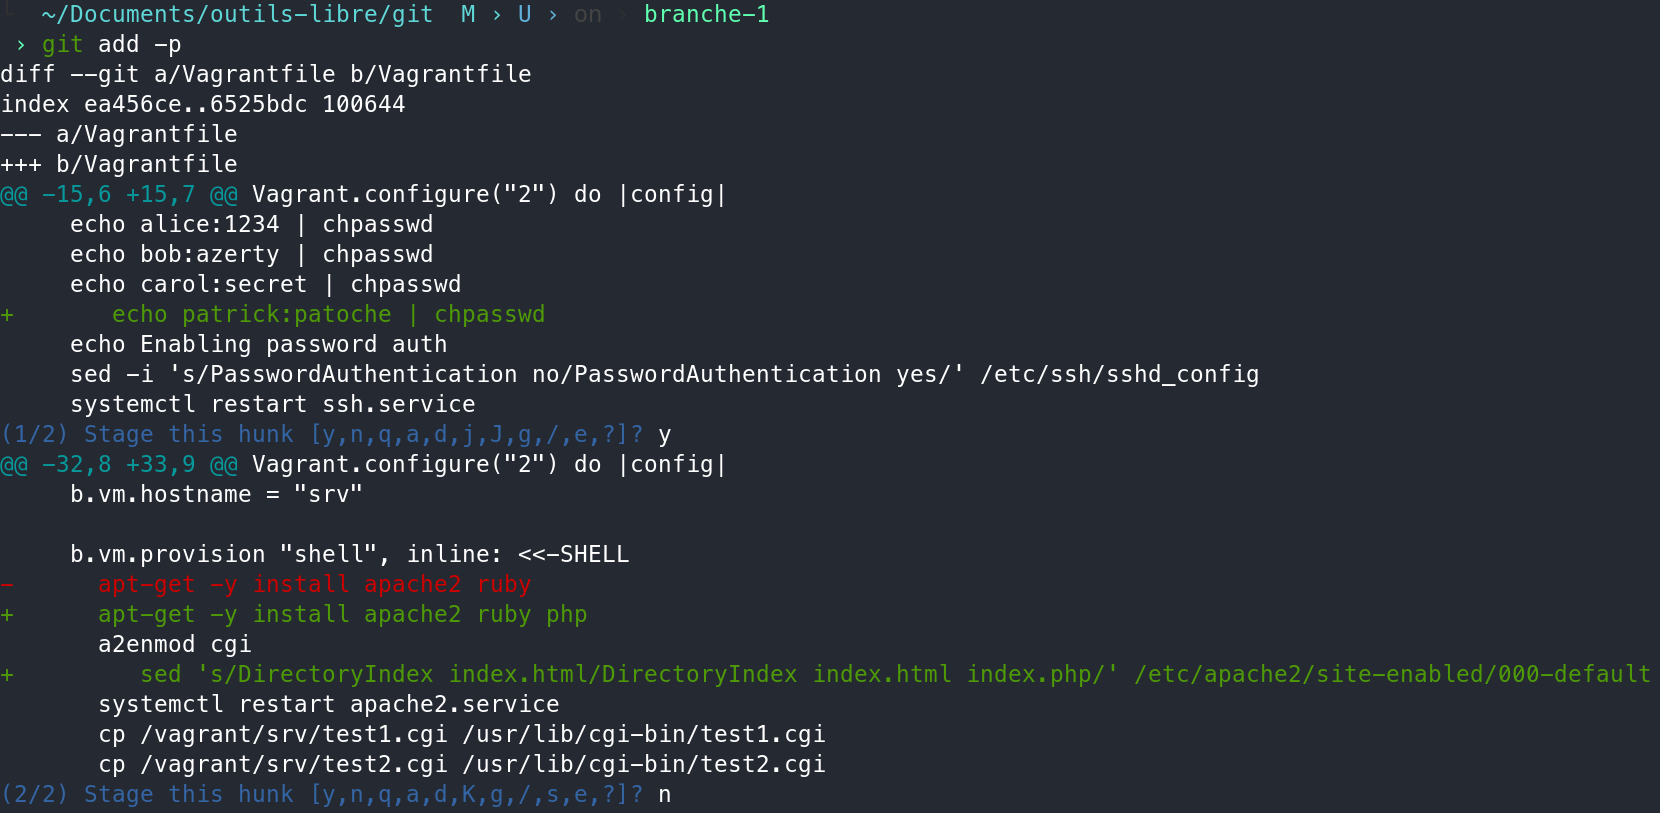 ~/Documents/outils-libre/git  M › U › on › branche-1
› git add -p
diff --git a/Vagrantfile b/Vagrantfile
index ea456ce..6525bdc 100644
--- a/Vagrantfile
+++ b/Vagrantfile
@@ -15,6 +15,7 @@ Vagrant.configure("2") do |config|
     echo alice:1234 | chpasswd
     echo bob:azerty | chpasswd
     echo carol:secret | chpasswd
+       echo patrick:patoche | chpasswd
     echo Enabling password auth
     sed -i 's/PasswordAuthentication no/PasswordAuthentication yes/' /etc/ssh/sshd_config
     systemctl restart ssh.service
(1/2) Stage this hunk [y,n,q,a,d,j,J,g,/,e,?]? y
@@ -32,8 +33,9 @@ Vagrant.configure("2") do |config|
     b.vm.hostname = "srv"

     b.vm.provision "shell", inline: <<-SHELL
-      apt-get -y install apache2 ruby
+      apt-get -y install apache2 ruby php
       a2enmod cgi
+         sed 's/DirectoryIndex index.html/DirectoryIndex index.html index.php/' /etc/apache2/site-enabled/000-default
       systemctl restart apache2.service
       cp /vagrant/srv/test1.cgi /usr/lib/cgi-bin/test1.cgi
       cp /vagrant/srv/test2.cgi /usr/lib/cgi-bin/test2.cgi
(2/2) Stage this hunk [y,n,q,a,d,K,g,/,s,e,?]? n